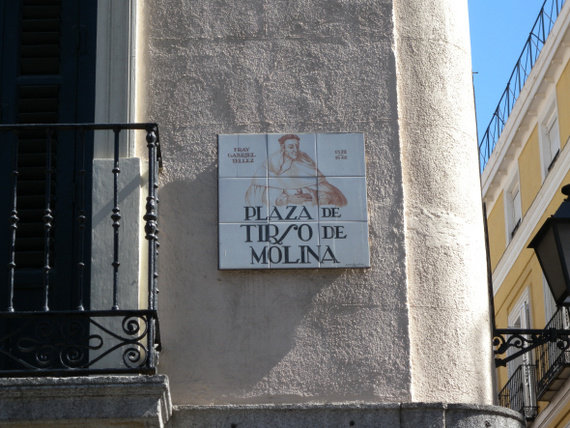 FRAY
GABRIEL
TELLEZ
PLAZA DE
TIRSO DE
MOLINA